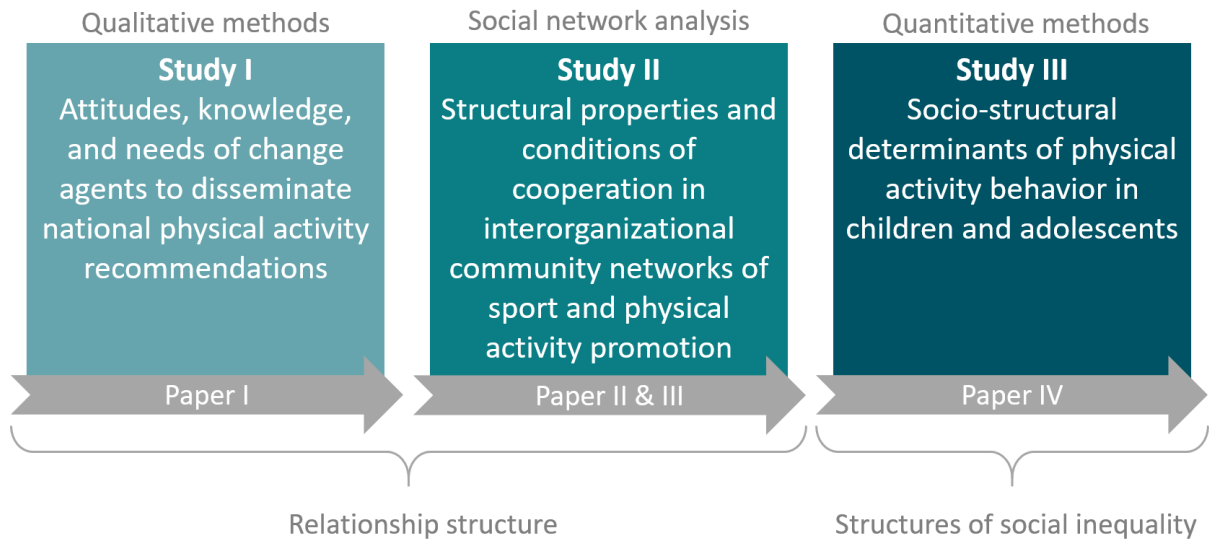 Qualitative methods
Study I
Attitudes, knowledge,
and needs of change
agents to disseminate
national physical activity
recommendations
Paper I
Social network analysis
Study II
Structural properties and
conditions of
cooperation in
interorganizational
community networks of
sport and physical
activity promotion
Paper II & III
Quantitative methods
Study III
Socio-structural
determinants of physical
activity behavior in
children and adolescents
Paper IV
Relationship structure
Structures of social inequality